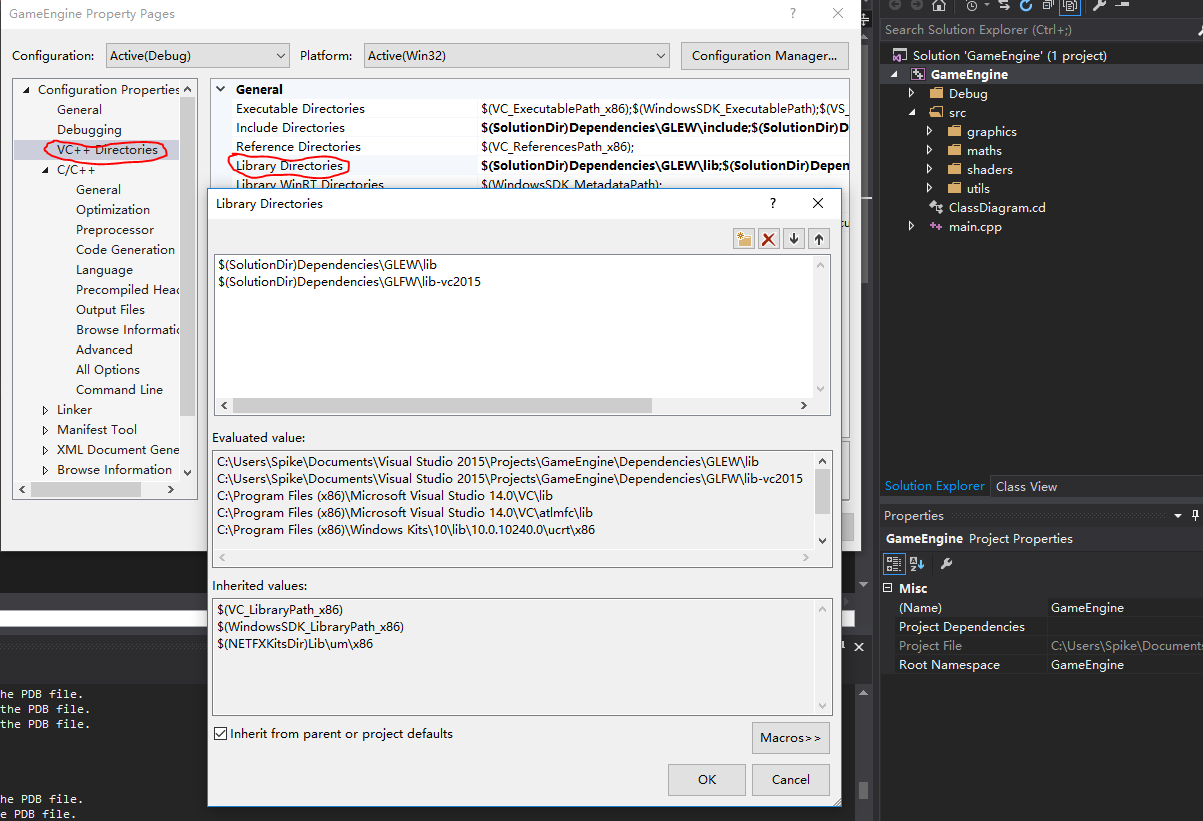 GameEngine Property Pages
Configuration: Active(Debug) Platform: Active(Win32) Configuration Manager...
Configuration Properties
General
Debugging
VC++ Directories
C/C++
General
Optimization
Preprocessor
Code Generation
Language
Precompiled Head
Output Files
Browse Informatio
Advanced
All Options
Command Line
Linker
Manifest Tool
XML Document Gene
Browse Information
General
Executable Directories $(VC_ExecutablePath_x86);$(WindowsSDK_ExecutablePath);$(VS_
Include Directories $(SolutionDir)Dependencies\GLEW\include;$(SolutionDir)D
Reference Directories $(VC_ReferencesPath_x86);
Library Directories $(SolutionDir)Dependencies\GLEW\lib;$(SolutionDir)Depen
Library WinRT Directories $(WindowsSDK_MetadataPath);
Library Directories
$(SolutionDir)Dependencies\GLEW\lib
$(SolutionDir)Dependencies\GLFW\lib-vc2015
Evaluated value:
C:\Users\Spike\Documents\Visual Studio 2015\Projects\GameEngine\Dependencies\GLEW\lib
C:\Users\Spike\Documents\Visual Studio 2015\Projects\GameEngine\Dependencies\GLFW\lib-vc2015
C:\Program Files (x86)\Microsoft Visual Studio 14.0\VC\lib
C:\Program Files (x86)\Microsoft Visual Studio 14.0\VC\atlmfc\lib
C:\Program Files (x86)\Windows Kits\10\lib\10.0.10240.0\ucrt\x86
Inherited values:
$(VC_LibraryPath_x86)
$(WindowsSDK_LibraryPath_x86)
$(NETFXKitsDir)Lib\um\x86
Inherit from parent or project defaults
Macros>>
OK Cancel
he PDB file.
the PDB file.
the PDB file.
he PDB file.
e PDB file.
Search Solution Explorer (Ctrl+;)
Solution 'GameEngine' (1 project)
GameEngine
Debug
src
graphics
maths
shaders
utils
ClassDiagram.cd
main.cpp
Solution Explorer Class View
Properties
GameEngine Project Properties
Misc
(Name) GameEngine
Project Dependencies
Project File C:\Users\Spike\Documents
Root Namespace GameEngine